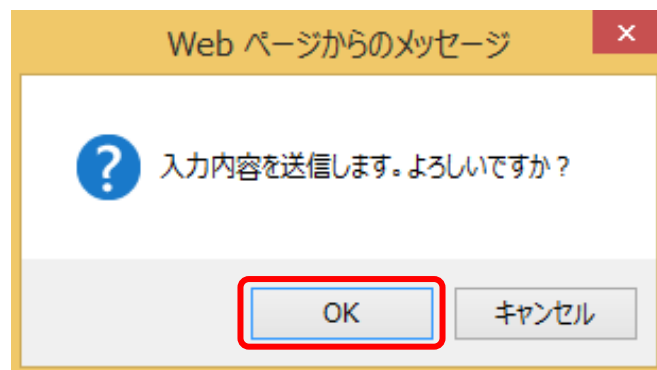 Web ページからのメッセージ
入力内容を送信します。よろしいですか？
OK
キャンセル